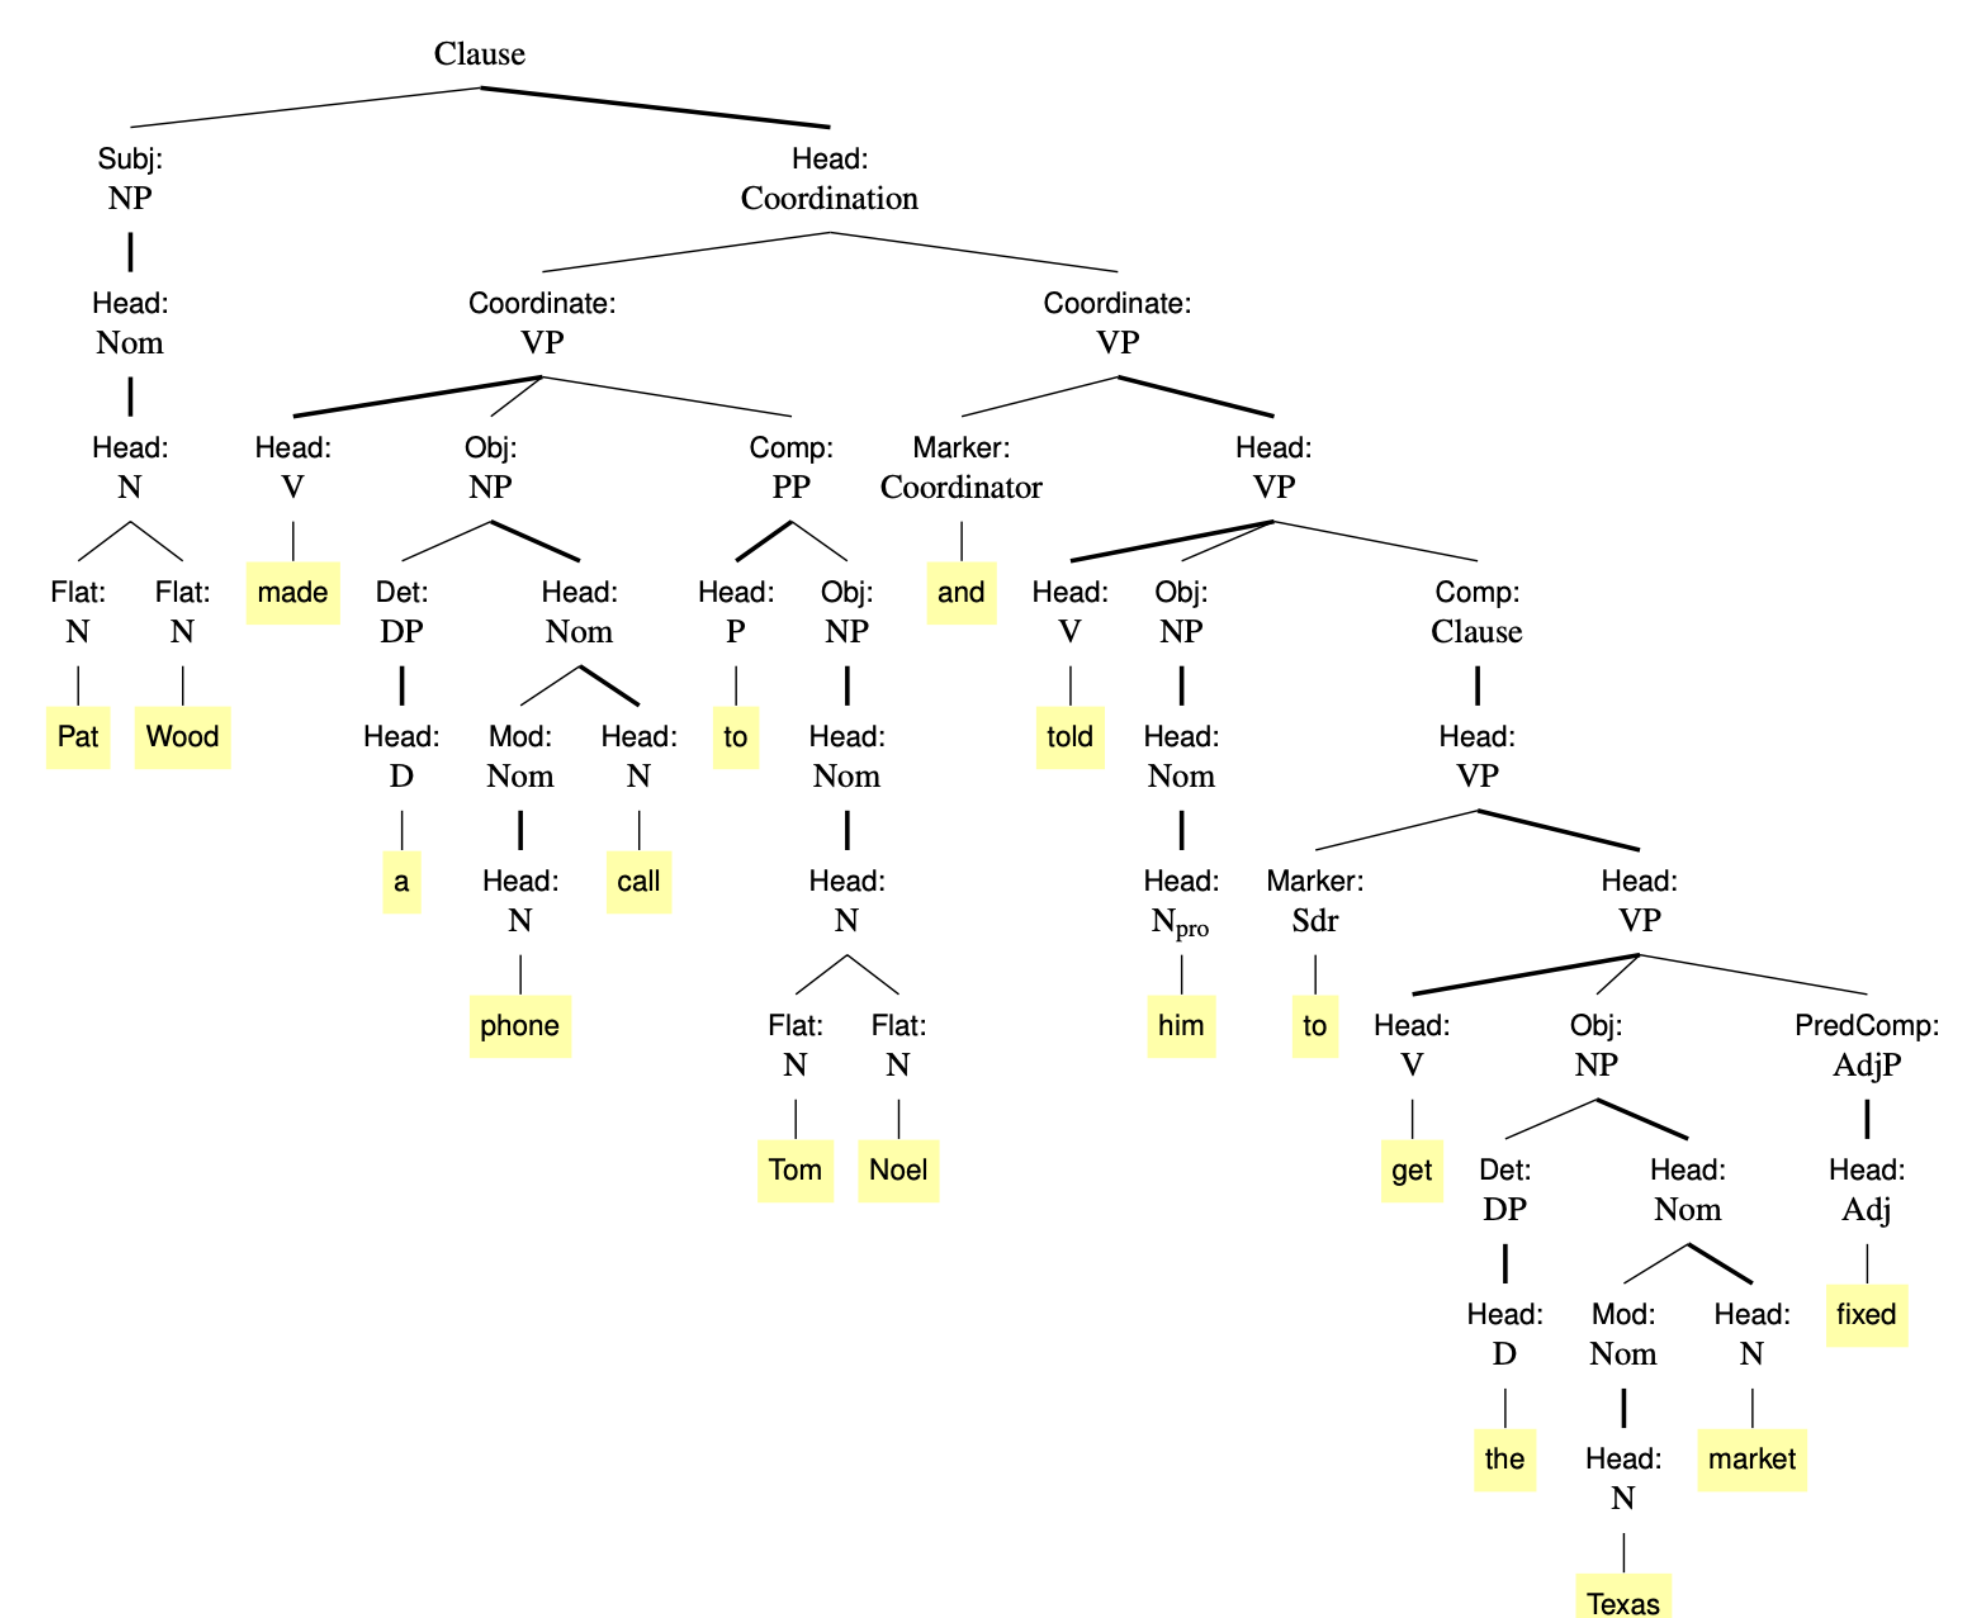 Clause
Subj: Head:
NP Coordination
Head: Coordinate: Coordinate:
Nom VP VP
Head: Head: Obj: Comp: Marker: Head:
N V NP PP Coordinator VP
Flat: Flat: made Det: Head: Head: Obj: and Head: Obj: Comp:
N N DP Nom P NP V NP Clause
Pat Wood Head: Mod: Head: to Head: told Head: Head:
D Nom N Nom Nom VP
a Head: call Head: Head: Marker: Head:
N N Npro Sdr VP
phone Flat: Flat: him to Head: Obj: PredComp:
N N V NP AdjP
Tom Noel get Det: Head: Head:
DP Nom Adj
Head: Mod: Head: fixed
D Nom N
the Head: market
N
Texas